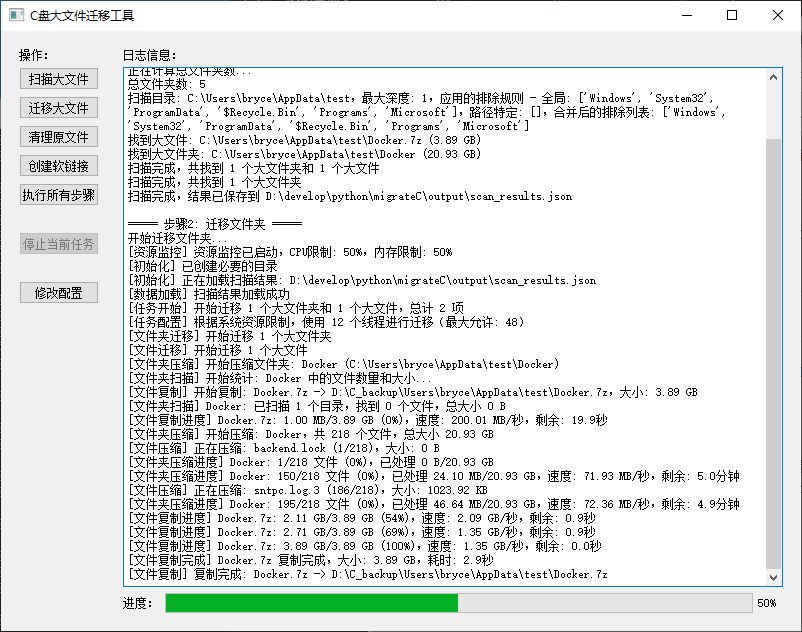 C盘大文件迁移工具
操作:
扫描大文件
迁移大文件
清理原文件
创建软链接
执行所有步骤
停止当前任务
修改配置
日志信息:
正在计算总文件夹数...
总文件夹数: 5
扫描目录: C:\Users\bryce\AppData\test，最大深度: 1，应用的排除规则 - 全局: ['Windows', 'System32',
'ProgramData', '$Recycle.Bin', 'Programs', 'Microsoft']，路径特定: []，合并后的排除列表: ['Windows',
'System32', 'ProgramData', '$Recycle.Bin', 'Programs', 'Microsoft']
找到大文件: C:\Users\bryce\AppData\test\Docker.7z (3.89 GB)
找到大文件夹: C:\Users\bryce\AppData\test\Docker (20.93 GB)
扫描完成，共找到 1 个大文件夹和 1 个大文件
扫描完成，共找到 1 个大文件夹
扫描完成，结果已保存到 D:\develop\python\migrateC\output\scan_results.json
===== 步骤2: 迁移文件夹 =====
开始迁移文件夹...
[资源监控] 资源监控已启动，CPU限制: 50%，内存限制: 50%
[初始化] 已创建必要的目录
[初始化] 正在加载扫描结果: D:\develop\python\migrateC\output\scan_results.json
[数据加载] 扫描结果加载成功
[任务开始] 开始迁移 1 个大文件夹和 1 个大文件，总计 2 项
[任务配置] 根据系统资源限制，使用 12 个线程进行迁移（最大允许: 48）
[文件夹迁移] 开始迁移 1 个大文件夹
[文件迁移] 开始迁移 1 个大文件
[文件夹压缩] 开始压缩文件夹: Docker (C:\Users\bryce\AppData\test\Docker)
[文件夹扫描] 开始统计: Docker 中的文件数量和大小...
[文件复制] 开始复制: Docker.7z -> D:\C_backup\Users\bryce\AppData\test\Docker.7z，大小: 3.89 GB
[文件夹扫描] Docker: 已扫描 1 个目录，找到 0 个文件，总大小 0 B
[文件复制进度] Docker.7z: 1.00 MB/3.89 GB (0%)，速度: 200.01 MB/秒，剩余: 19.9秒
[文件夹压缩] 开始压缩: Docker，共 218 个文件，总大小 20.93 GB
[文件压缩] 正在压缩: backend.lock (1/218)，大小: 0 B
[文件夹压缩进度] Docker: 1/218 文件 (0%)，已处理 0 B/20.93 GB
[文件夹压缩进度] Docker: 150/218 文件 (0%)，已处理 24.10 MB/20.93 GB，速度: 71.93 MB/秒，剩余: 5.0分钟
[文件压缩] 正在压缩: sntpc.log.3 (186/218)，大小: 1023.92 KB
[文件夹压缩进度] Docker: 195/218 文件 (0%)，已处理 46.64 MB/20.93 GB，速度: 72.36 MB/秒，剩余: 4.9分钟
[文件复制进度] Docker.7z: 2.11 GB/3.89 GB (54%)，速度: 2.09 GB/秒，剩余: 0.9秒
[文件复制进度] Docker.7z: 2.71 GB/3.89 GB (69%)，速度: 1.35 GB/秒，剩余: 0.9秒
[文件复制进度] Docker.7z: 3.89 GB/3.89 GB (100%)，速度: 1.35 GB/秒，剩余: 0.0秒
[文件复制完成] Docker.7z 复制完成，大小: 3.89 GB，耗时: 2.9秒
[文件复制] 复制完成: Docker.7z -> D:\C_backup\Users\bryce\AppData\test\Docker.7z
进度:
50%